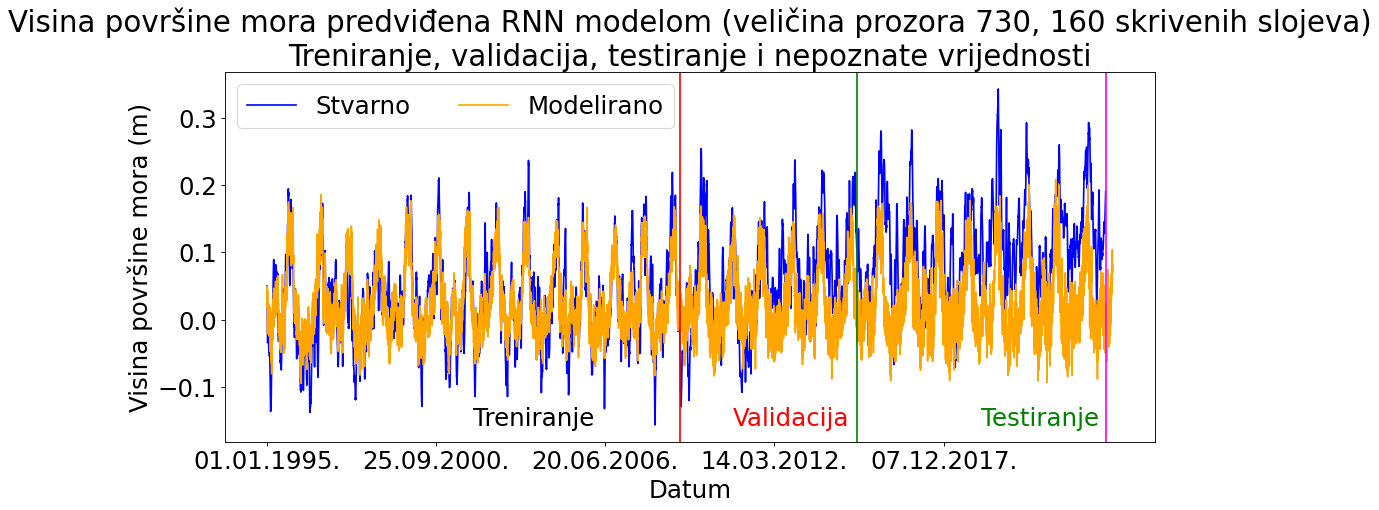 Visina površine mora predviđena RNN modelom (veličina prozora 730, 160 skrivenih slojeva)
Treniranje, validacija, testiranje i nepoznate vrijednosti
Stvarno
Modelirano
Visina površine mora (m)
0.3
0.2
0.1
0.0
−0.1
Treniranje
Validacija
Testiranje
01.01.1995.
25.09.2000.
20.06.2006.
14.03.2012.
07.12.2017.
Datum